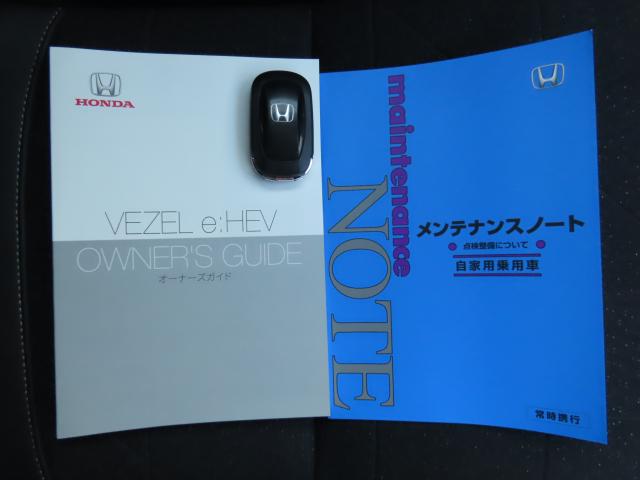 HONDA
VEZEL e:HEV
OWNER'S GUIDE
オーナーズガイド
maintenance
NOTE
メンテナンスノート
点検整備について
自家用乗用車
常時携行